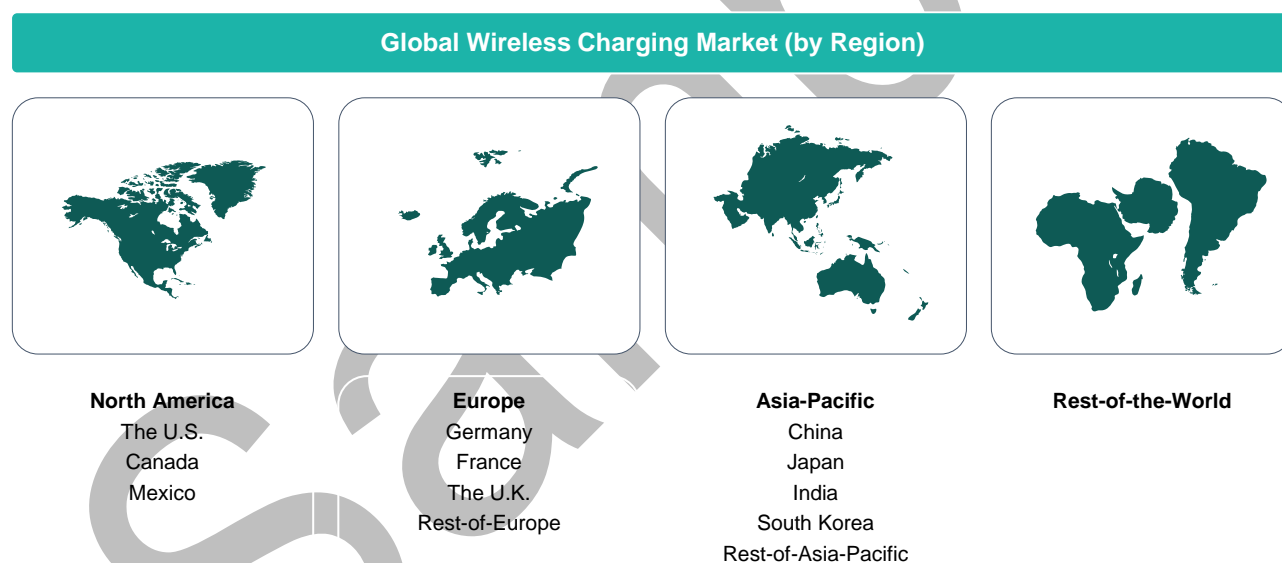 Global Wireless Charging Market (by Region)
North America
The U.S.
Canada
Mexico
Europe
Germany
France
The U.K.
Rest-of-Europe
Asia-Pacific
China
Japan
India
South Korea
Rest-of-Asia-Pacific
Rest-of-the-World